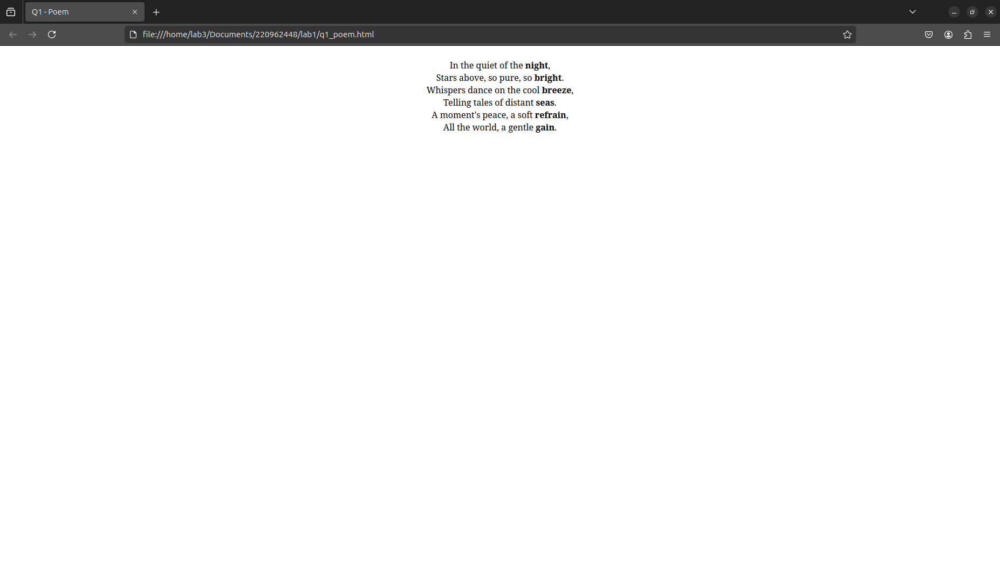 Q1 - Poem
file:///home/lab3/Documents/220962448/lab1/q1_poem.html
In the quiet of the night,
Stars above, so pure, so bright.
Whispers dance on the cool breeze,
Telling tales of distant seas.
A moment's peace, a soft refrain,
All the world, a gentle gain.